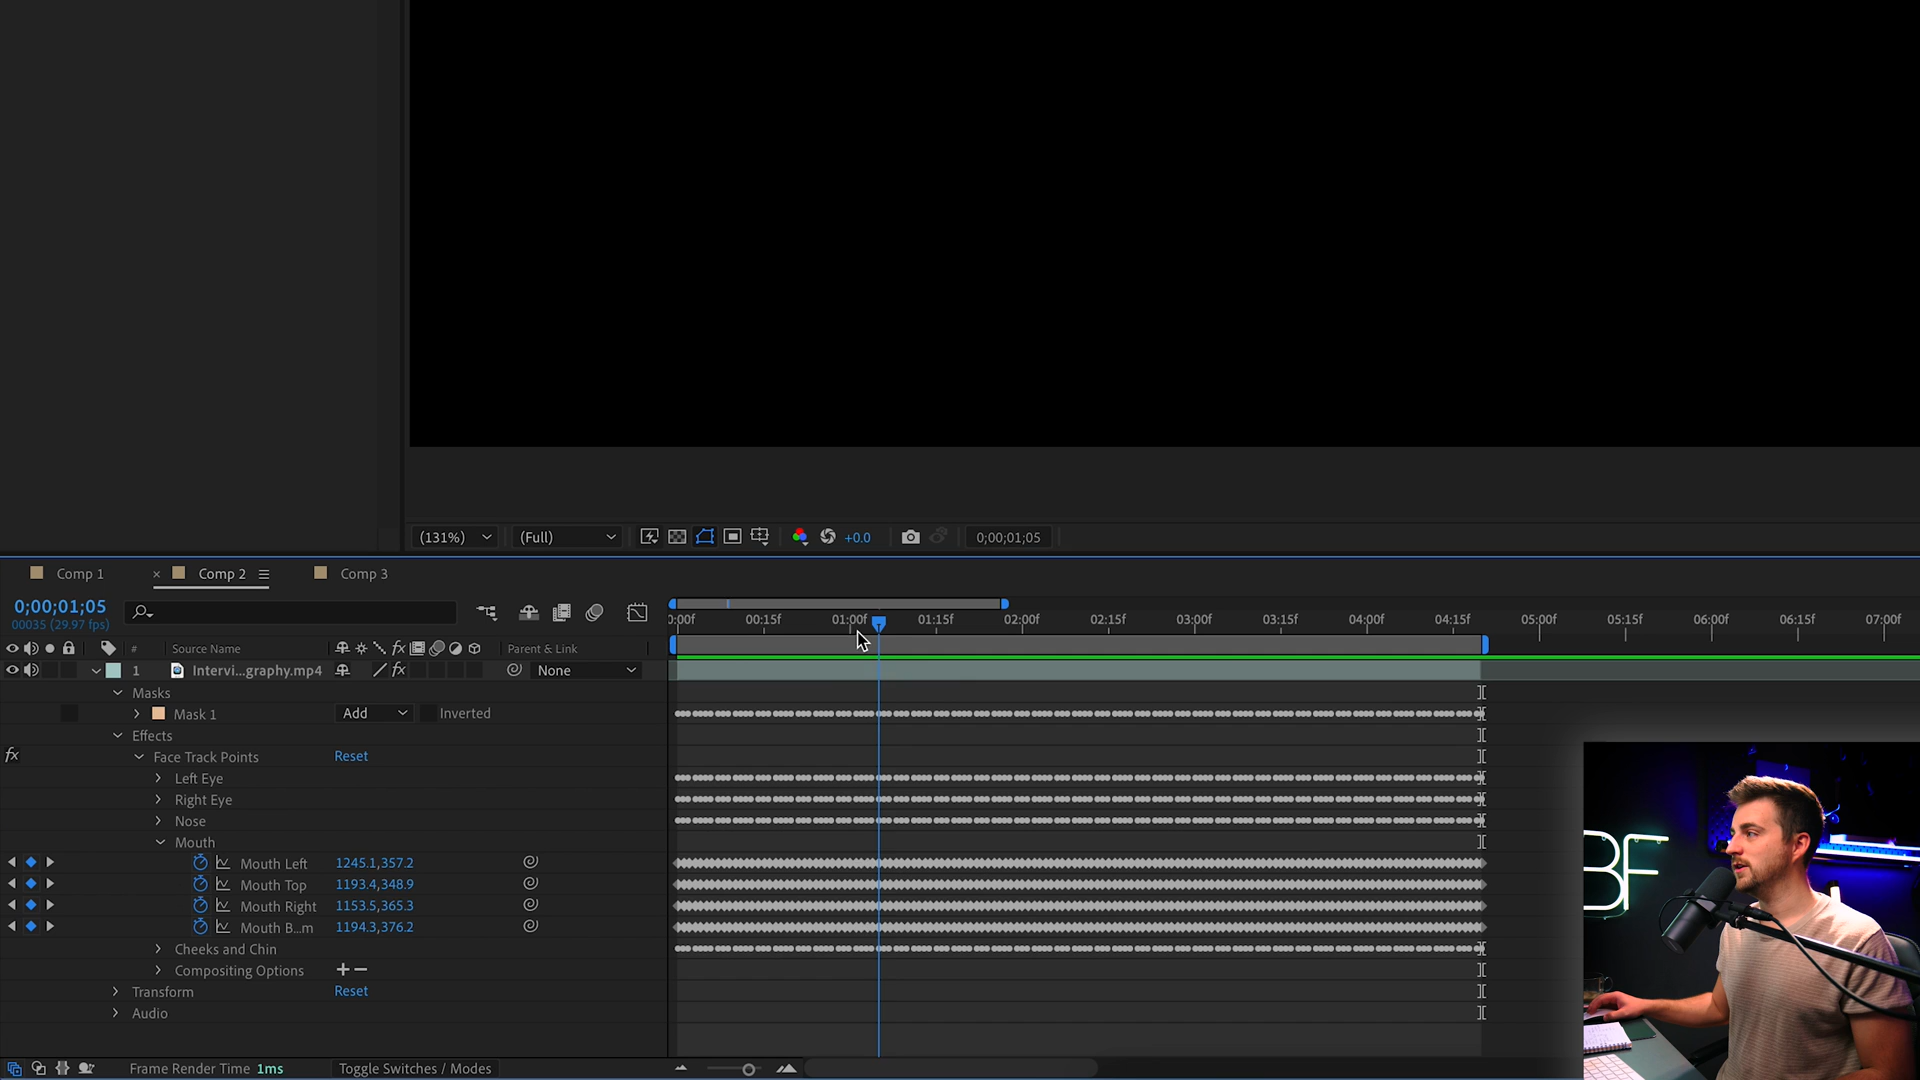 (131%) (Full) +0.0 0;00;01;05
Comp 1 × Comp 2 Comp 3
0;00;01;05
00035 (29.97 fps)
0:00f 00:15f 01:00f 01:15f 02:00f 02:15f 03:00f 03:15f 04:00f 04:15f 05:00f 05:15f 06:00f 06:15f 07:00f
# Source Name fx Parent & Link
1 Intervi...graphy.mp4 fx None
Masks
Mask 1 Add Inverted
Effects
fx Face Track Points Reset
Left Eye
Right Eye
Nose
Mouth
Mouth Left 1245.1,357.2
Mouth Top 1193.4,348.9
Mouth Right 1153.5,365.3
Mouth B...m 1194.3,376.2
Cheeks and Chin
Compositing Options + −
Transform Reset
Audio
Frame Render Time 1ms Toggle Switches / Modes
BF